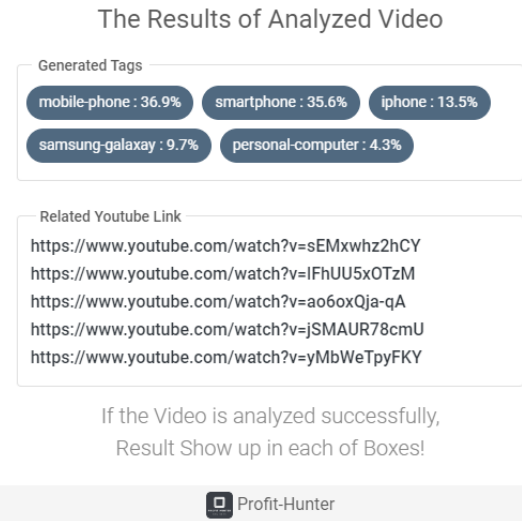 The Results of Analyzed Video
Generated Tags
mobile-phone : 36.9% smartphone : 35.6% iphone : 13.5%
samsung-galaxay : 9.7% personal-computer : 4.3%
Related Youtube Link
https://www.youtube.com/watch?v=sEMxwhz2hCY
https://www.youtube.com/watch?v=IFhUU5xOTzM
https://www.youtube.com/watch?v=ao6oxQja-qA
https://www.youtube.com/watch?v=jSMAUR78cmU
https://www.youtube.com/watch?v=yMbWeTpyFKY
If the Video is analyzed successfully,
Result Show up in each of Boxes!
Profit-Hunter